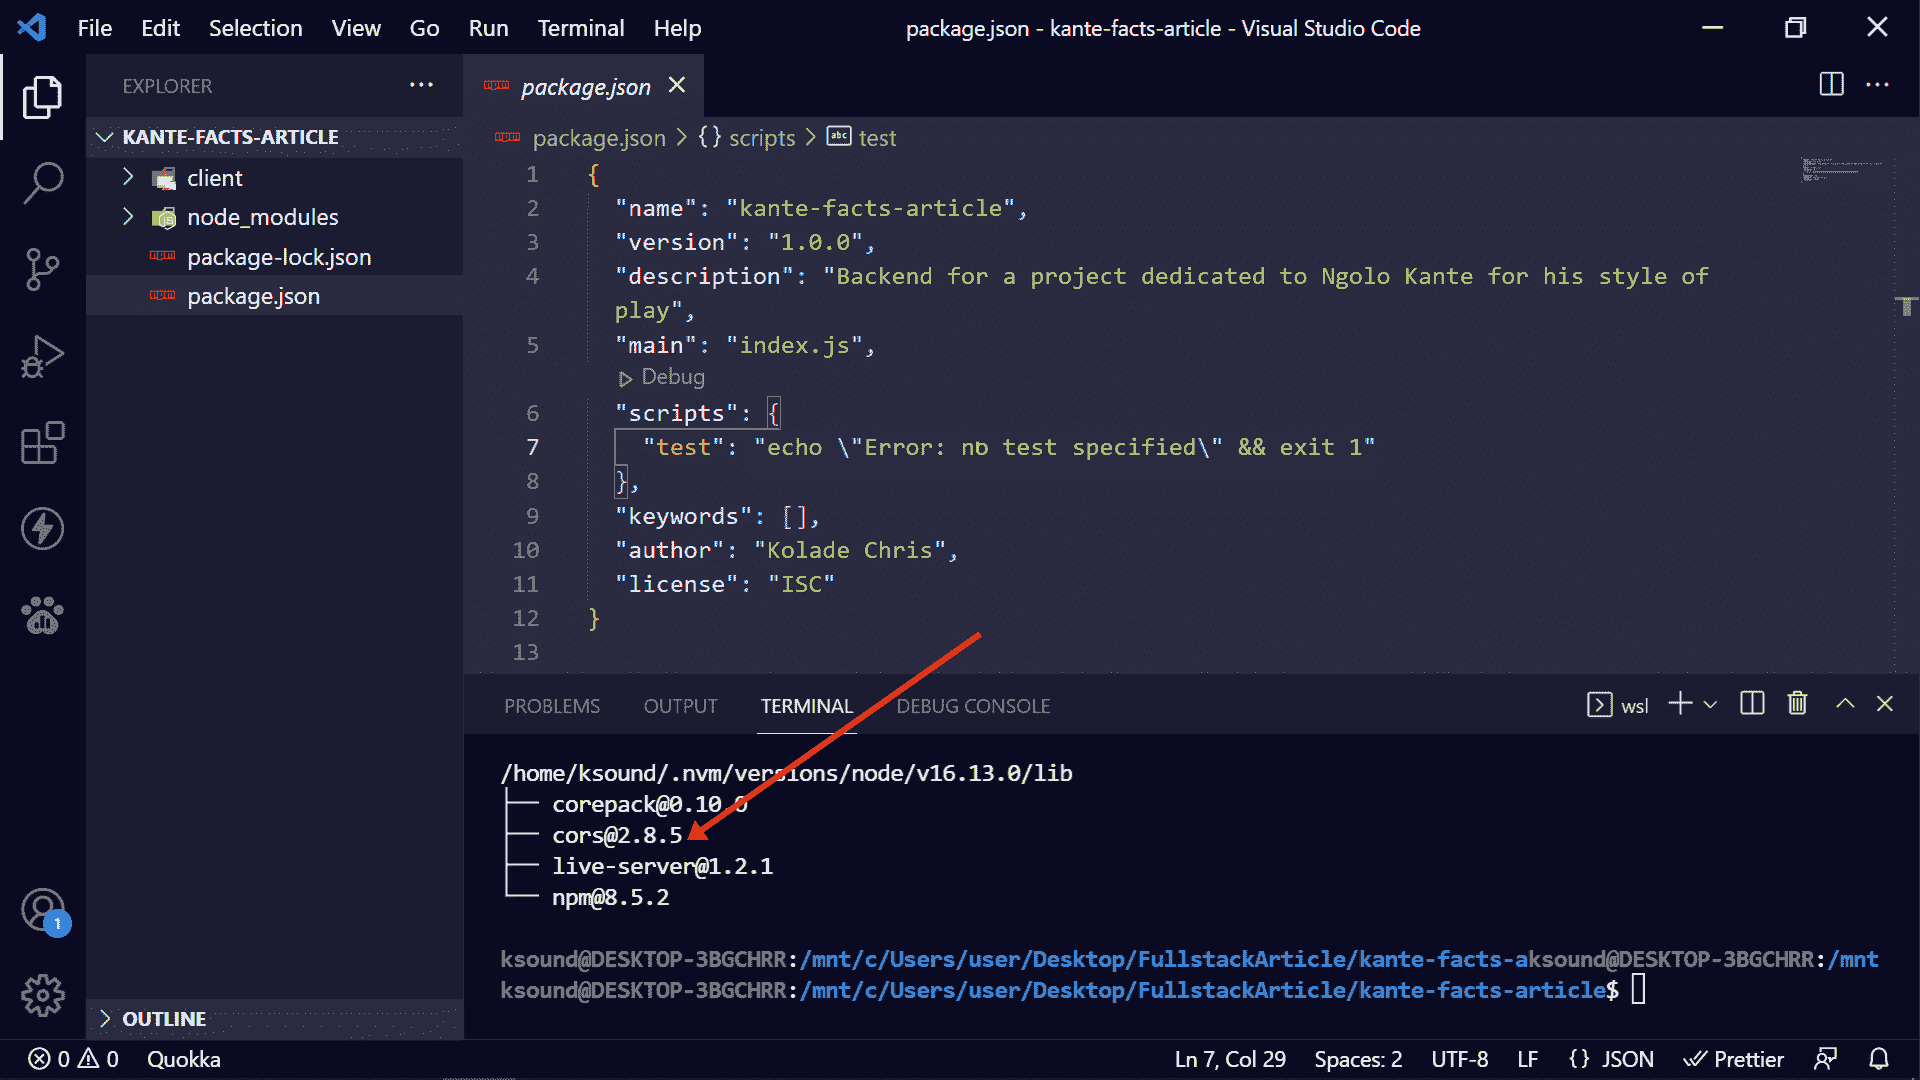 File Edit Selection View Go Run Terminal Help package.json - kante-facts-article - Visual Studio Code
EXPLORER
KANTE-FACTS-ARTICLE
client
node_modules
package-lock.json
package.json
OUTLINE
package.json
package.json > {} scripts > abc test
1 {
2 "name": "kante-facts-article",
3 "version": "1.0.0",
4 "description": "Backend for a project dedicated to Ngolo Kante for his style of
play",
5 "main": "index.js",
Debug
6 "scripts": {
7 "test": "echo \"Error: no test specified\" && exit 1"
8 },
9 "keywords": [],
10 "author": "Kolade Chris",
11 "license": "ISC"
12 }
13
PROBLEMS OUTPUT TERMINAL DEBUG CONSOLE wsl
/home/ksound/.nvm/versions/node/v16.13.0/lib
├── corepack@0.10.0
├── cors@2.8.5
├── live-server@1.2.1
└── npm@8.5.2
ksound@DESKTOP-3BGCHRR:/mnt/c/Users/user/Desktop/FullstackArticle/kante-facts-aksound@DESKTOP-3BGCHRR:/mnt
ksound@DESKTOP-3BGCHRR:/mnt/c/Users/user/Desktop/FullstackArticle/kante-facts-article$
1
0 0 Quokka Ln 7, Col 29 Spaces: 2 UTF-8 LF {} JSON Prettier